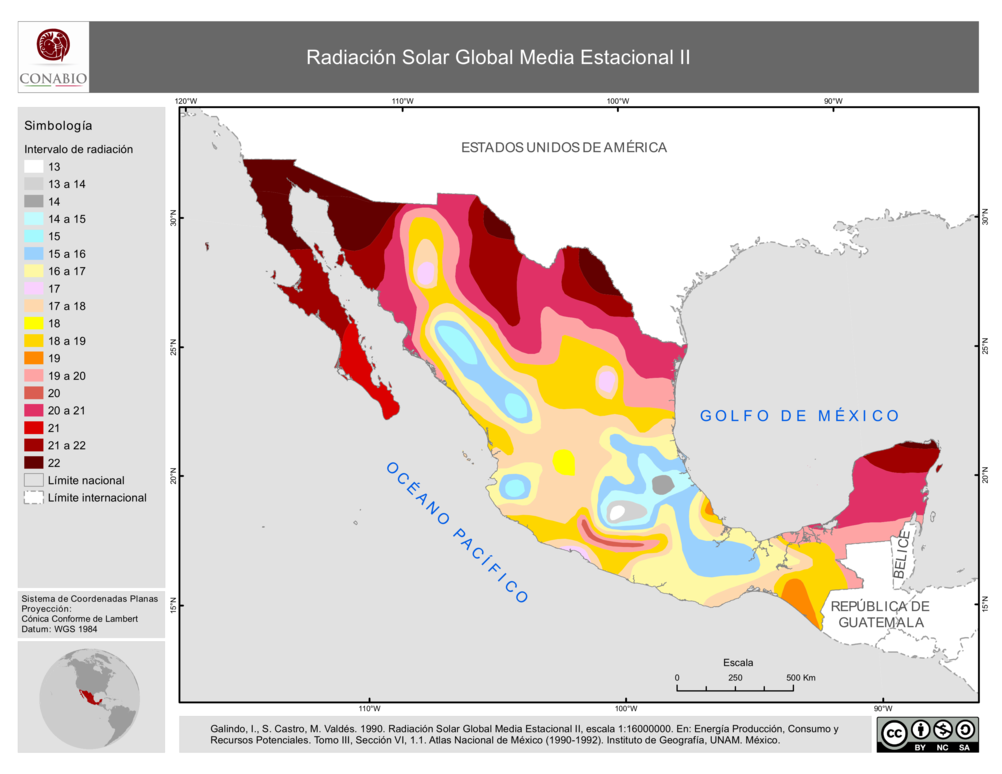 Radiación Solar Global Media Estacional II
CONABIO
120°W
110°W
100°W
90°W
Simbología
Intervalo de radiación
13
13 a 14
14
14 a 15
15
15 a 16
16 a 17
17
17 a 18
18
18 a 19
19
19 a 20
20
20 a 21
21
21 a 22
22
Límite nacional
Límite internacional
ESTADOS UNIDOS DE AMÉRICA
30°N
30°N
25°N
25°N
20°N
20°N
15°N
15°N
GOLFO DE MÉXICO
OCÉANO PACÍFICO
BELICE
REPÚBLICA DE
GUATEMALA
Sistema de Coordenadas Planas
Proyección:
Cónica Conforme de Lambert
Datum: WGS 1984
Escala
0 250 500 Km
110°W
100°W
90°W
Galindo, I., S. Castro, M. Valdés. 1990. Radiación Solar Global Media Estacional II, escala 1:16000000. En: Energía Producción, Consumo y
Recursos Potenciales. Tomo III, Sección VI, 1.1. Atlas Nacional de México (1990-1992). Instituto de Geografía, UNAM. México.
cc
BY NC SA